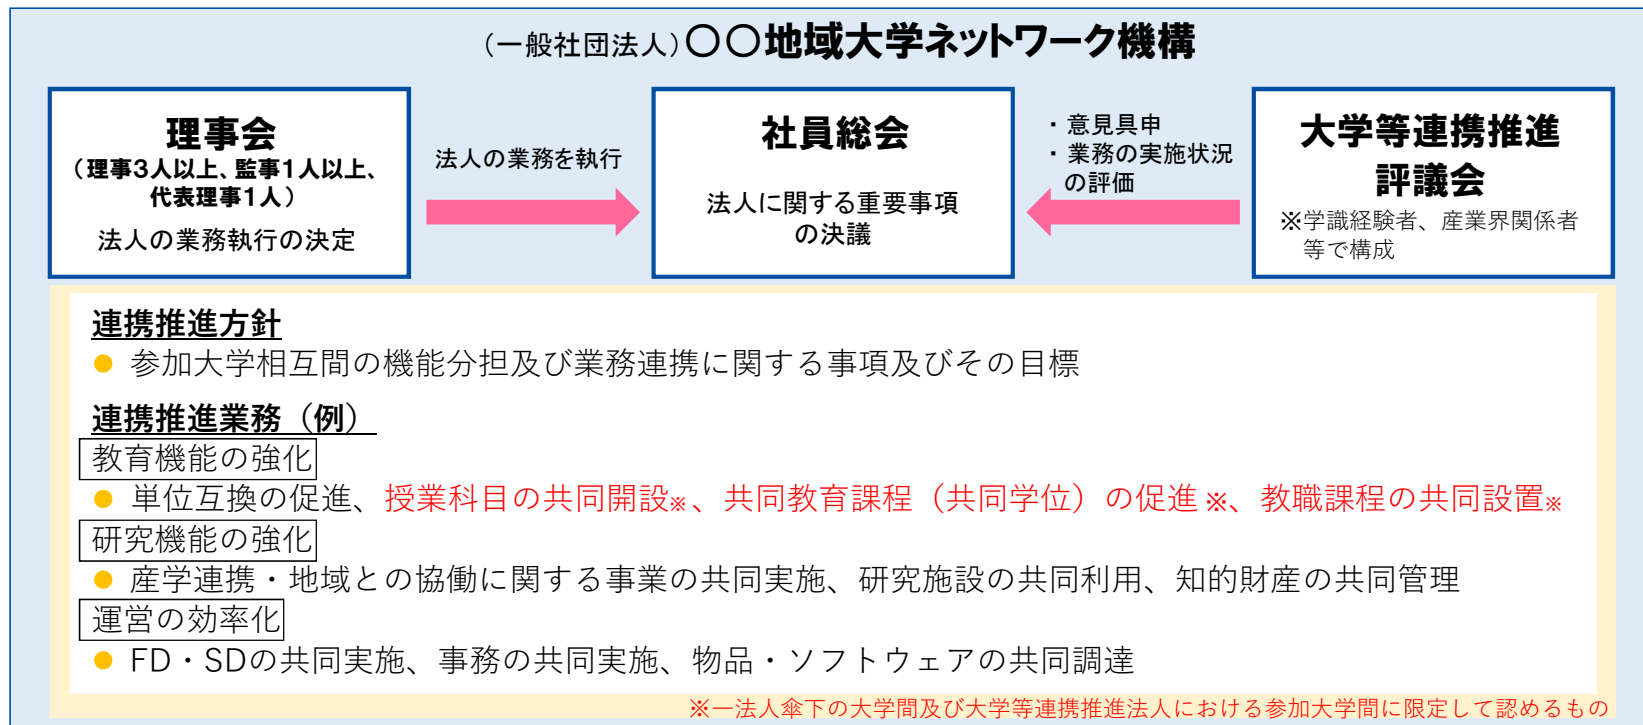 （一般社団法人）〇〇地域大学ネットワーク機構
理事会
（理事3人以上、監事1人以上、
代表理事1人）
法人の業務執行の決定
法人の業務を執行
社員総会
法人に関する重要事項
の決議
・意見具申
・業務の実施状況
の評価
大学等連携推進
評議会
※学識経験者、産業界関係者
等で構成
連携推進方針
● 参加大学相互間の機能分担及び業務連携に関する事項及びその目標
連携推進業務（例）
教育機能の強化
● 単位互換の促進、授業科目の共同開設※、共同教育課程（共同学位）の促進※、教職課程の共同設置※
研究機能の強化
● 産学連携・地域との協働に関する事業の共同実施、研究施設の共同利用、知的財産の共同管理
運営の効率化
● FD・SDの共同実施、事務の共同実施、物品・ソフトウェアの共同調達
※一法人傘下の大学間及び大学等連携推進法人における参加大学間に限定して認めるもの